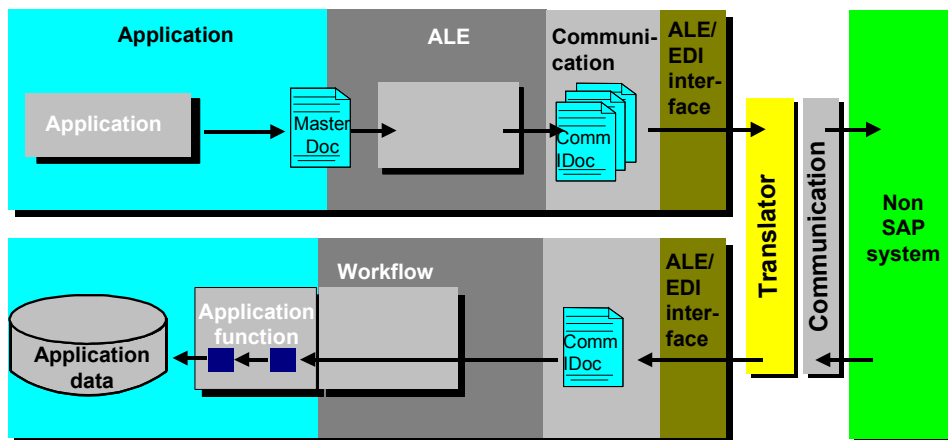 Application
ALE
Communi-
cation
ALE/
EDI
inter-
face
Application
Master
Doc
Comm
IDoc
Translator
Communication
Non
SAP
system
Workflow
ALE/
EDI
inter-
face
Application
function
Application
data
Comm
IDoc